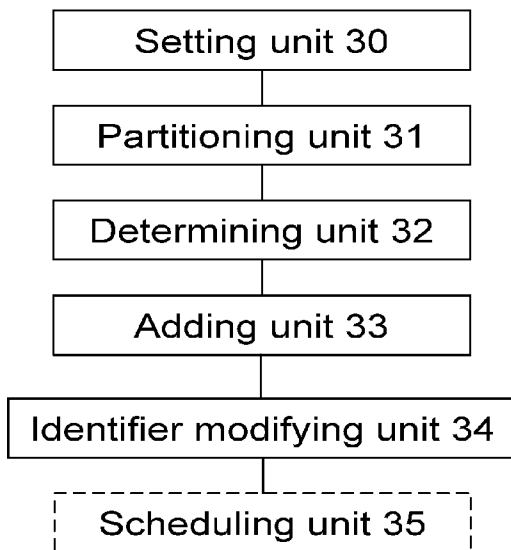 Setting unit 30
Partitioning unit 31
Determining unit 32
Adding unit 33
Identifier modifying unit 34
Scheduling unit 35